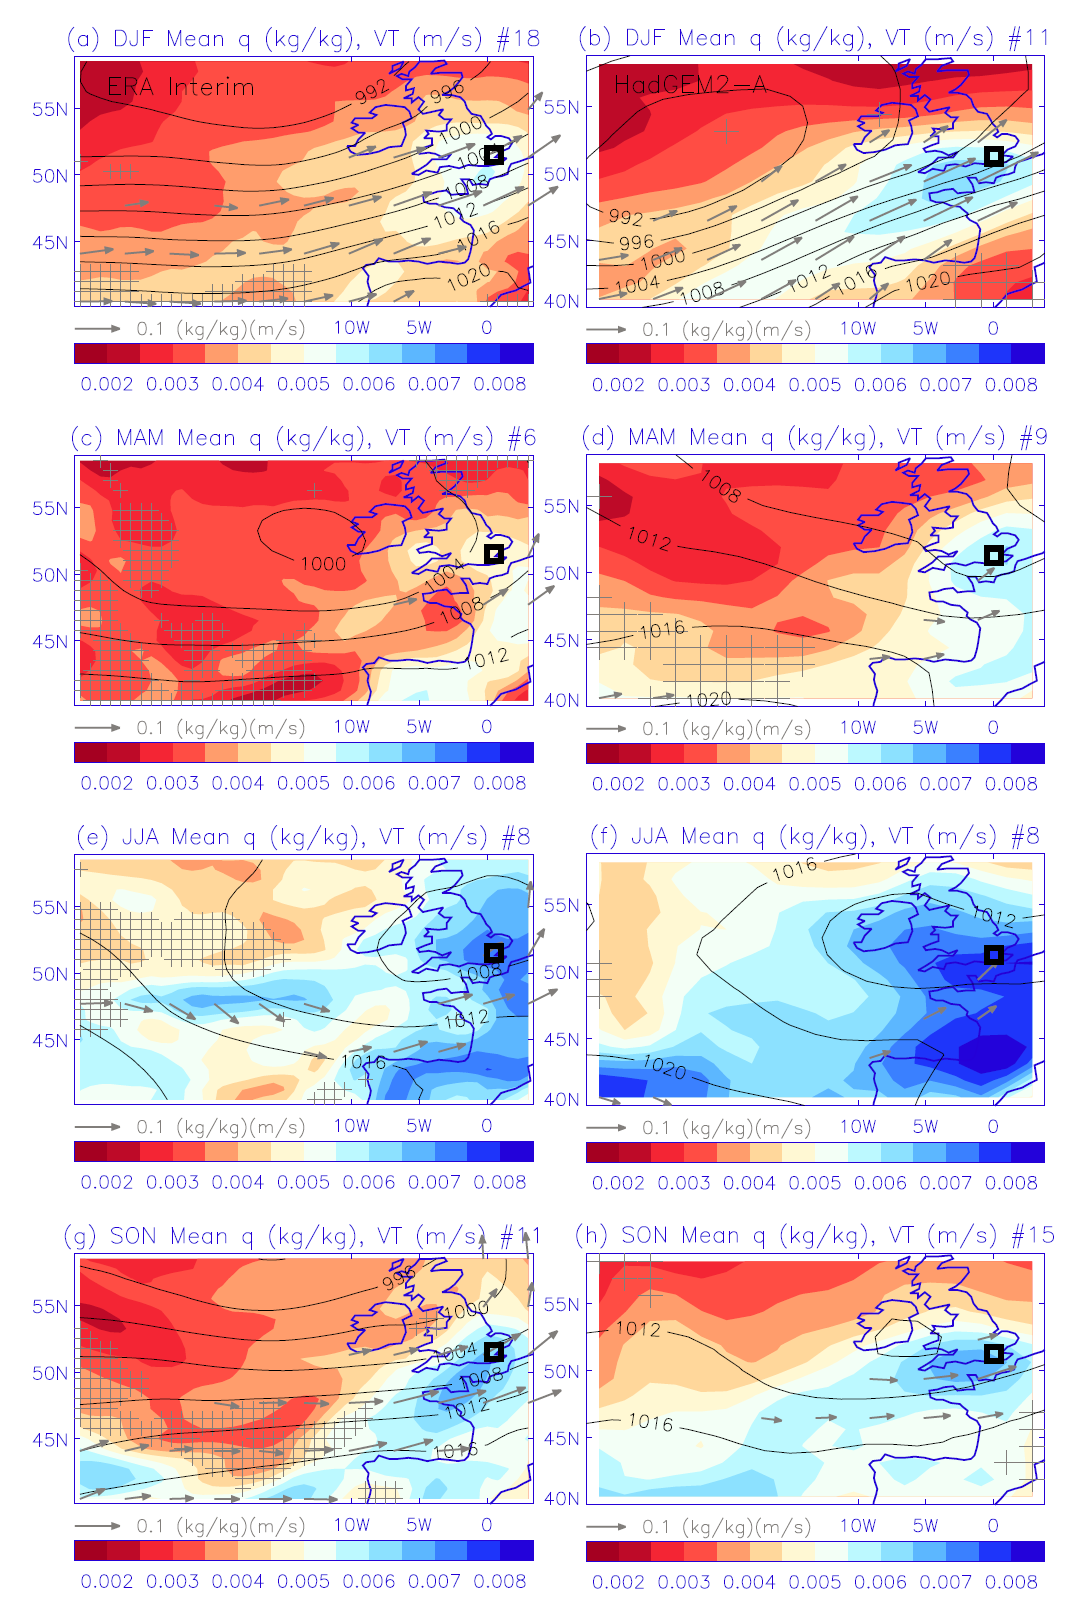 (a) DJF Mean q (kg/kg), VT (m/s) #18
ERA Interim
992
996
1000
1008
1012
1016
1020
55N
50N
45N
10W 5W 0
0.1 (kg/kg)(m/s)
0.002 0.003 0.004 0.005 0.006 0.007 0.008
(b) DJF Mean q (kg/kg), VT (m/s) #11
HadGEM2-A
992
996
1000
1004
1008
1012
1016
1020
55N
50N
45N
40N
10W 5W 0
0.1 (kg/kg)(m/s)
0.002 0.003 0.004 0.005 0.006 0.007 0.008
(c) MAM Mean q (kg/kg), VT (m/s) #6
1000
1004
1008
1012
55N
50N
45N
10W 5W 0
0.1 (kg/kg)(m/s)
0.002 0.003 0.004 0.005 0.006 0.007 0.008
(d) MAM Mean q (kg/kg), VT (m/s) #9
1008
1012
1016
1020
55N
50N
45N
40N
10W 5W 0
0.1 (kg/kg)(m/s)
0.002 0.003 0.004 0.005 0.006 0.007 0.008
(e) JJA Mean q (kg/kg), VT (m/s) #8
1008
1012
1016
55N
50N
45N
10W 5W 0
0.1 (kg/kg)(m/s)
0.002 0.003 0.004 0.005 0.006 0.007 0.008
(f) JJA Mean q (kg/kg), VT (m/s) #8
1016
1012
1020
55N
50N
45N
40N
10W 5W 0
0.1 (kg/kg)(m/s)
0.002 0.003 0.004 0.005 0.006 0.007 0.008
(g) SON Mean q (kg/kg), VT (m/s) #11
996
1000
1004
1008
1012
1016
55N
50N
45N
10W 5W 0
0.1 (kg/kg)(m/s)
0.002 0.003 0.004 0.005 0.006 0.007 0.008
(h) SON Mean q (kg/kg), VT (m/s) #15
1012
1016
55N
50N
45N
40N
10W 5W 0
0.1 (kg/kg)(m/s)
0.002 0.003 0.004 0.005 0.006 0.007 0.008